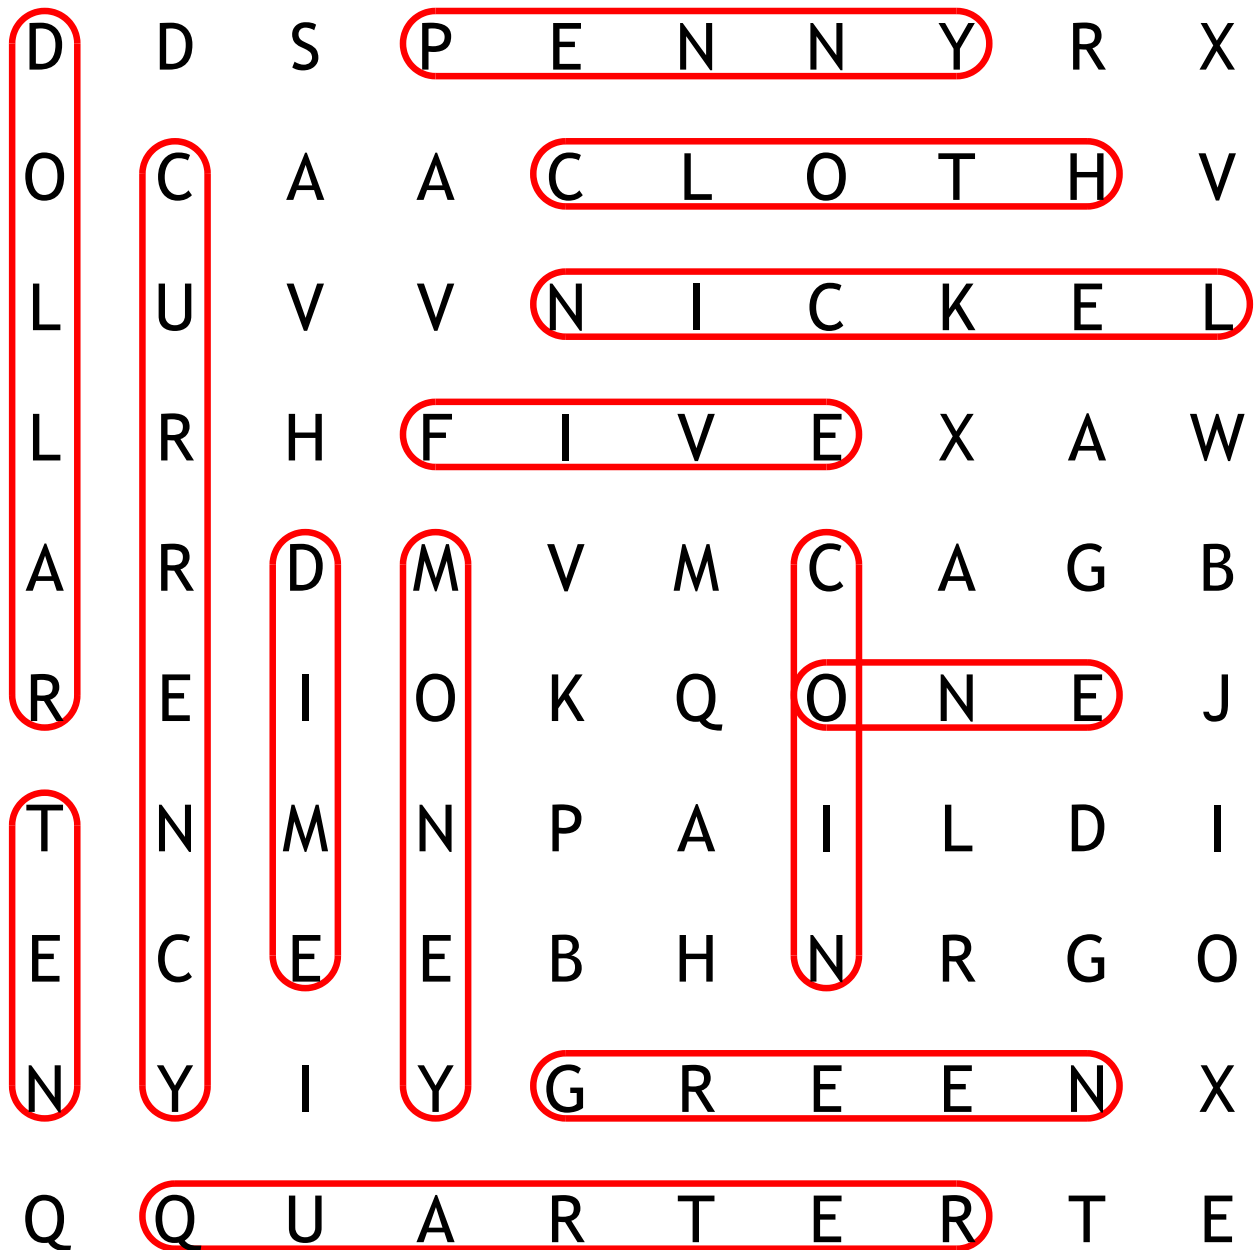 D D S P E N N Y R X
O C A A C L O T H V
L U V V N I C K E L
L R H F I V E X A W
A R D M V M C A G B
R E I O K Q O N E J
T N M N P A I L D I
E C E E B H N R G O
N Y I Y G R E E N X
Q Q U A R T E R T E